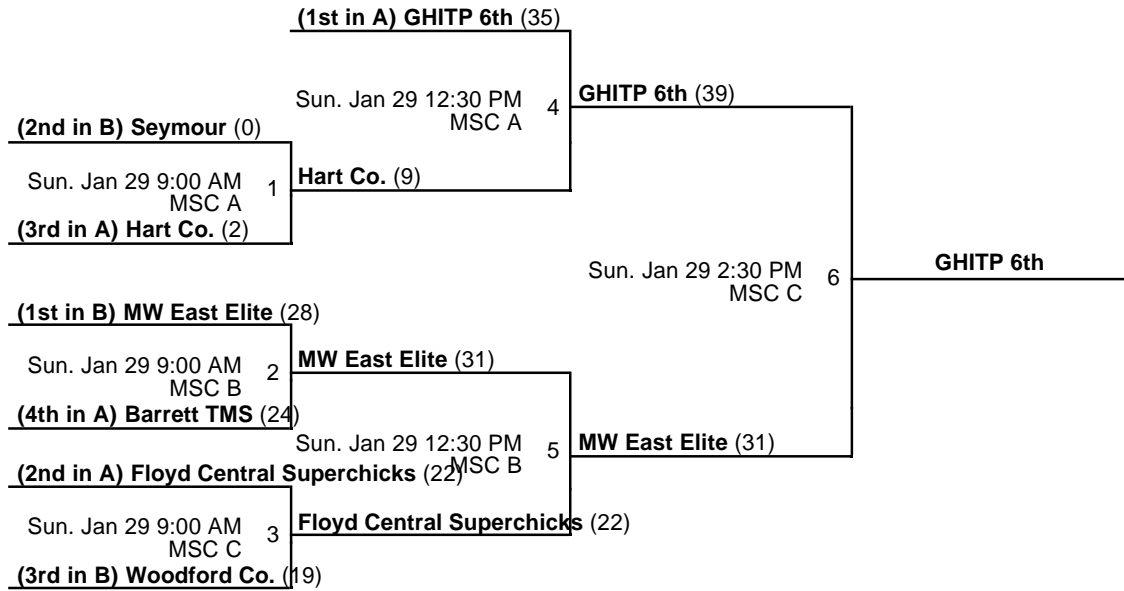 (1st in A) GHITP 6th (35)
Sun. Jan 29 12:30 PM
MSC A
4
GHITP 6th (39)
(2nd in B) Seymour (0)
Sun. Jan 29 9:00 AM
MSC A
1
Hart Co. (9)
(3rd in A) Hart Co. (2)
Sun. Jan 29 2:30 PM
MSC C
6
GHITP 6th
(1st in B) MW East Elite (28)
Sun. Jan 29 9:00 AM
MSC B
2
MW East Elite (31)
(4th in A) Barrett TMS (24)
Sun. Jan 29 12:30 PM
MSC B
5
MW East Elite (31)
(2nd in A) Floyd Central Superchicks (22)
Sun. Jan 29 9:00 AM
MSC C
3
Floyd Central Superchicks (22)
(3rd in B) Woodford Co. (19)